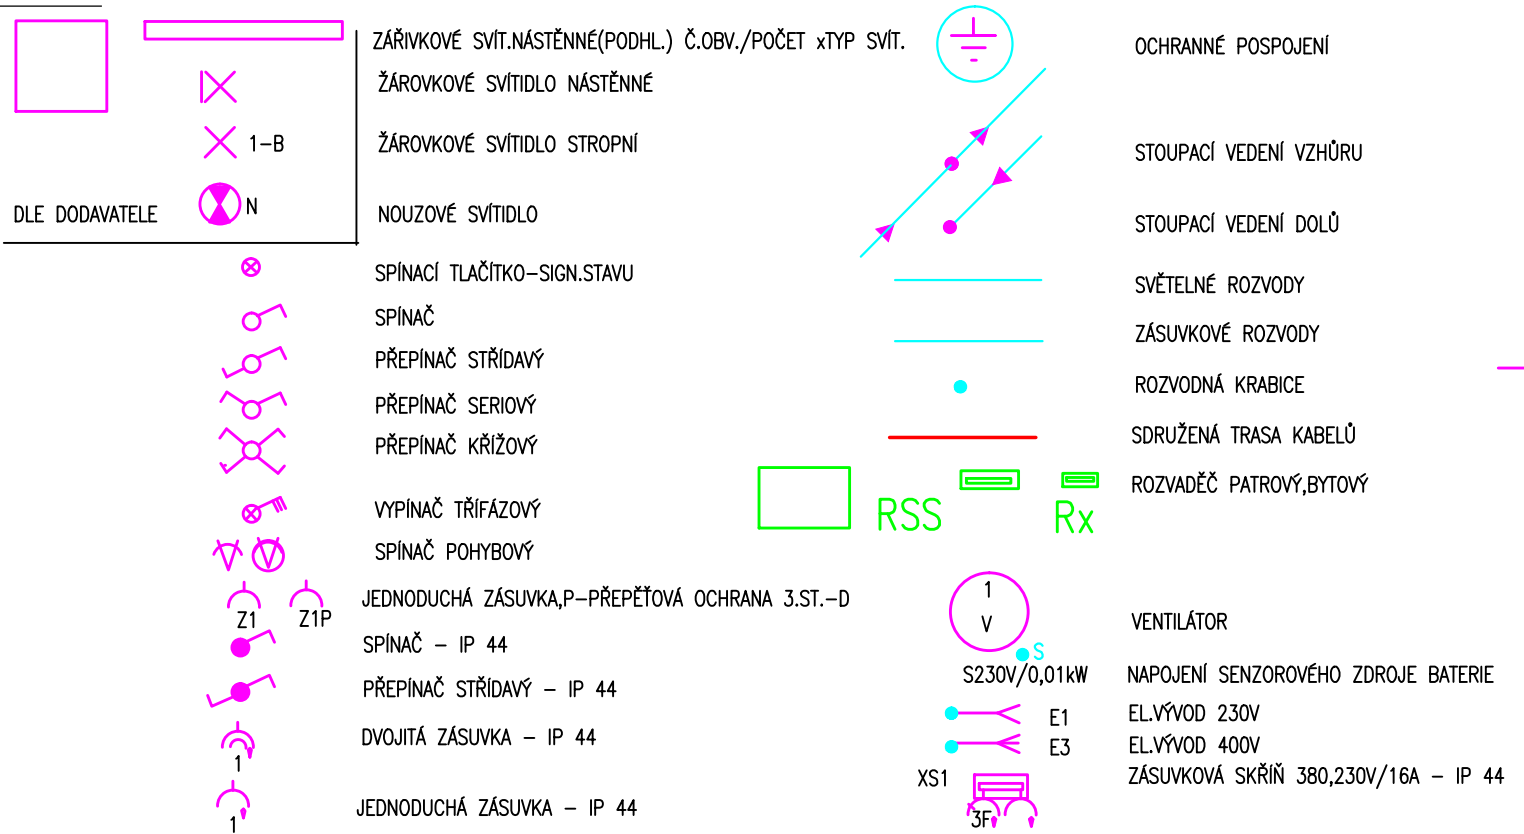 ZÁŘIVKOVÉ SVÍT.NÁSTĚNNÉ(PODHL.) Č.OBV./POČET xTYP SVÍT.
ŽÁROVKOVÉ SVÍTIDLO NÁSTĚNNÉ
1-B ŽÁROVKOVÉ SVÍTIDLO STROPNÍ
DLE DODAVATELE N NOUZOVÉ SVÍTIDLO
SPÍNACÍ TLAČÍTKO-SIGN.STAVU
SPÍNAČ
PŘEPÍNAČ STŘÍDAVÝ
PŘEPÍNAČ SERIOVÝ
PŘEPÍNAČ KŘÍŽOVÝ
VYPÍNAČ TŘÍFÁZOVÝ
SPÍNAČ POHYBOVÝ
Z1 Z1P JEDNODUCHÁ ZÁSUVKA,P-PŘEPĚŤOVÁ OCHRANA 3.ST.-D
SPÍNAČ - IP 44
PŘEPÍNAČ STŘÍDAVÝ - IP 44
1 DVOJITÁ ZÁSUVKA - IP 44
1 JEDNODUCHÁ ZÁSUVKA - IP 44
OCHRANNÉ POSPOJENÍ
STOUPACÍ VEDENÍ VZHŮRU
STOUPACÍ VEDENÍ DOLŮ
SVĚTELNÉ ROZVODY
ZÁSUVKOVÉ ROZVODY
ROZVODNÁ KRABICE
SDRUŽENÁ TRASA KABELŮ
RSS Rx ROZVADĚČ PATROVÝ,BYTOVÝ
1
V VENTILÁTOR
S
S230V/0,01kW NAPOJENÍ SENZOROVÉHO ZDROJE BATERIE
E1 EL.VÝVOD 230V
E3 EL.VÝVOD 400V
XS1 ZÁSUVKOVÁ SKŘÍŇ 380,230V/16A - IP 44
3F